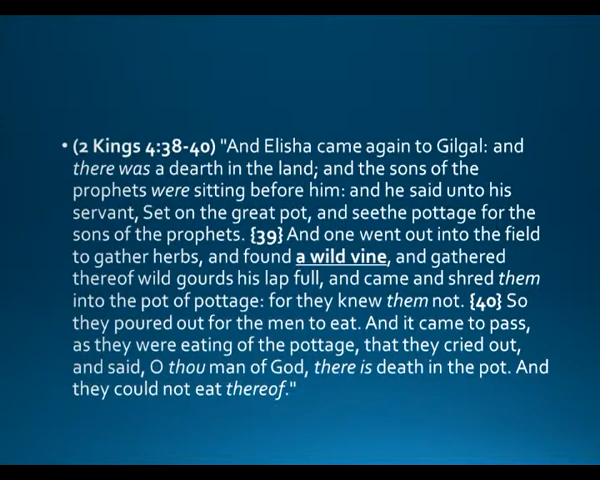 • (2 Kings 4:38-40) "And Elisha came again to Gilgal: and
there was a dearth in the land; and the sons of the
prophets were sitting before him: and he said unto his
servant, Set on the great pot, and seethe pottage for the
sons of the prophets. {39} And one went out into the field
to gather herbs, and found a wild vine, and gathered
thereof wild gourds his lap full, and came and shred them
into the pot of pottage: for they knew them not. {40} So
they poured out for the men to eat. And it came to pass,
as they were eating of the pottage, that they cried out,
and said, O thou man of God, there is death in the pot. And
they could not eat thereof."